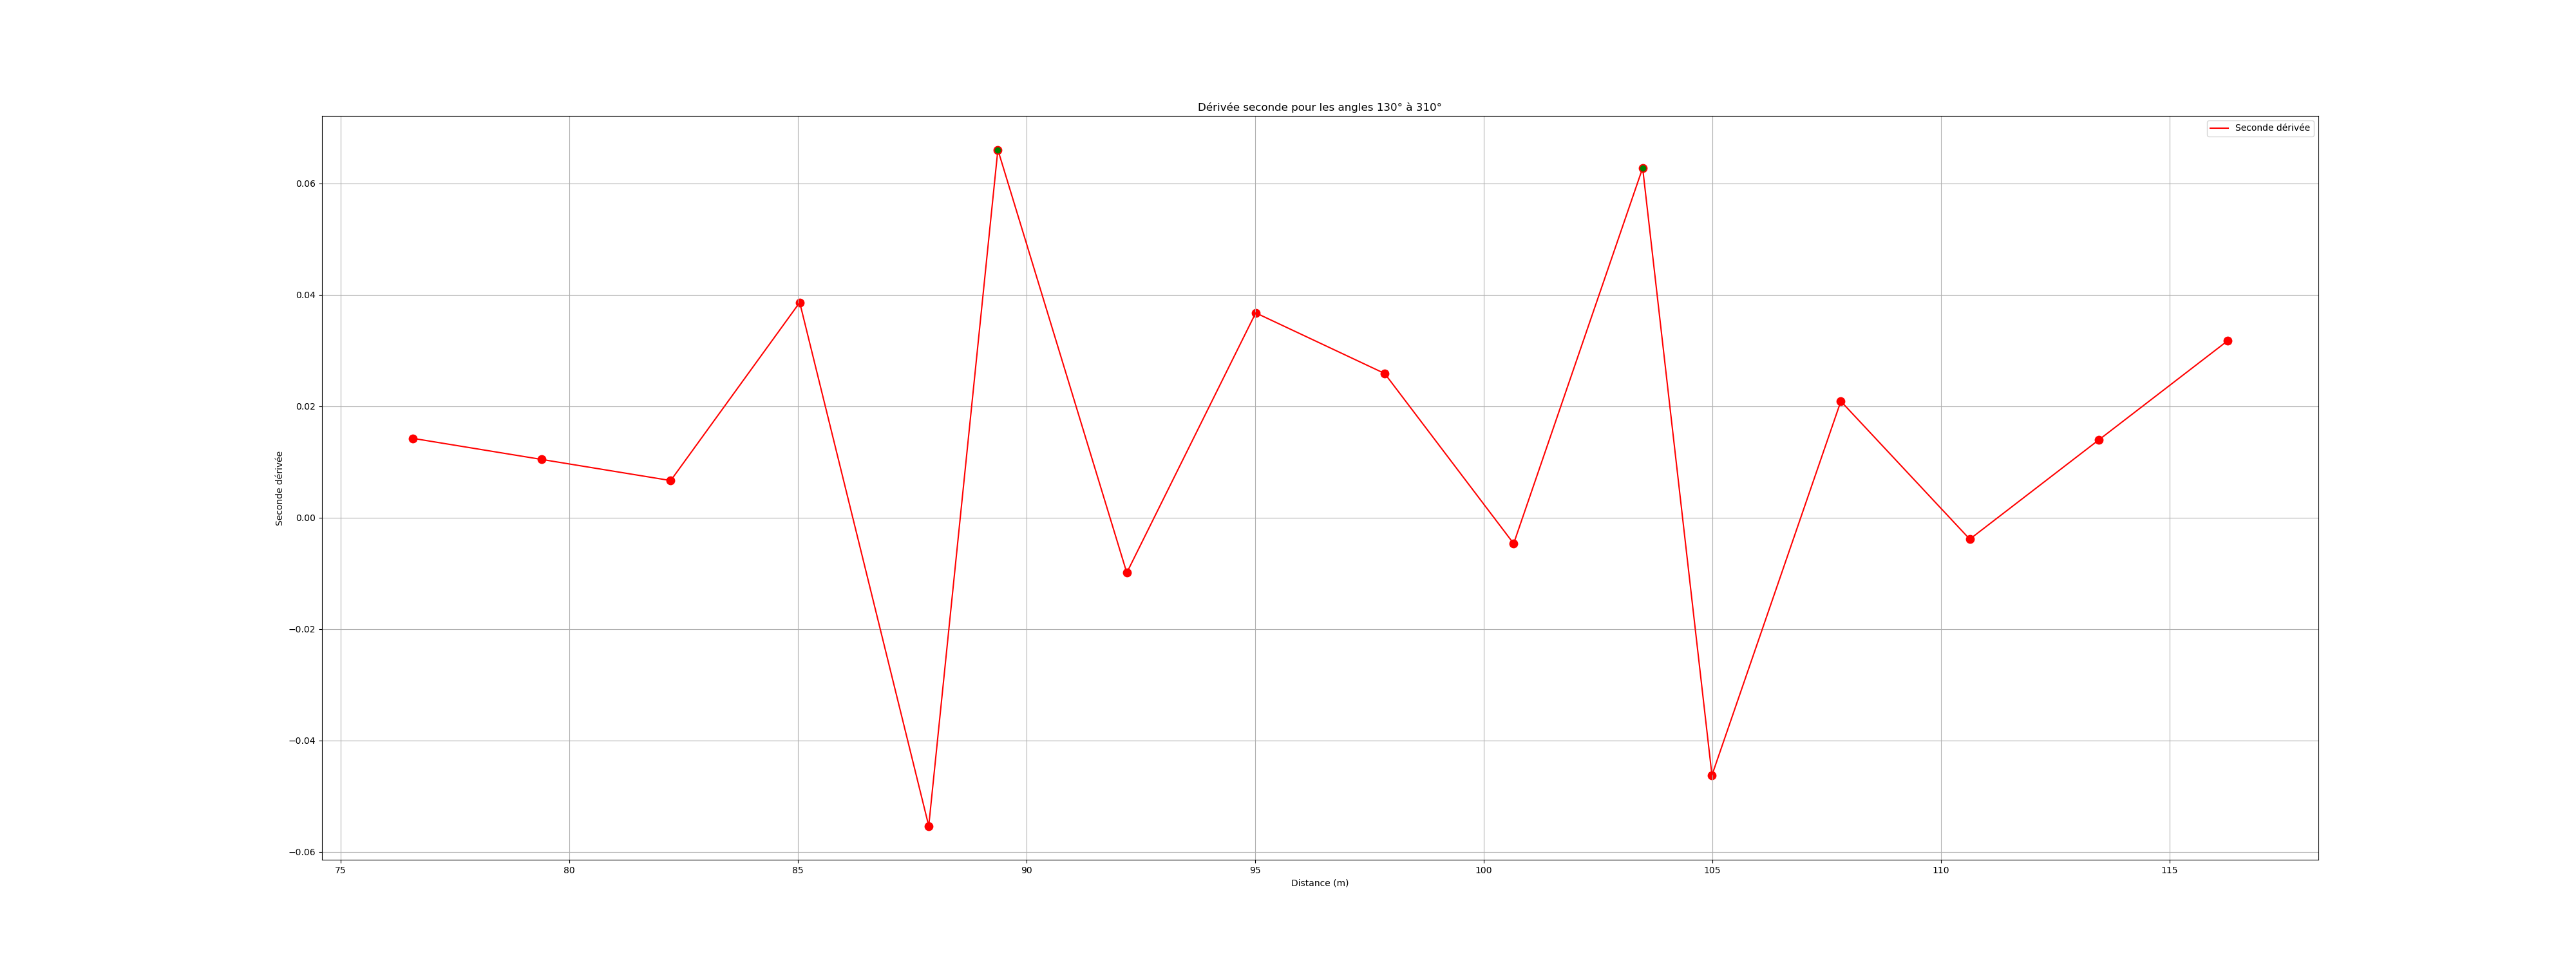 Dérivée seconde pour les angles 130° à 310°
Seconde dérivée
0.06
0.04
0.02
0.00
−0.02
−0.04
−0.06
Seconde dérivée
75 80 85 90 95 100 105 110 115
Distance (m)